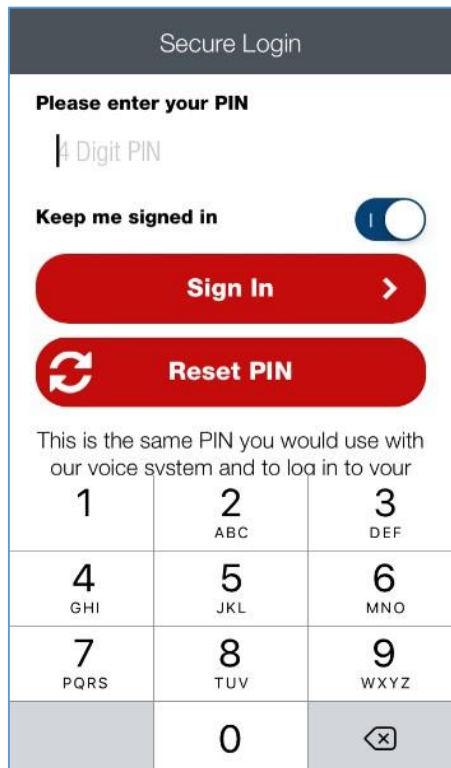 Secure Login
Please enter your PIN
4 Digit PIN
Keep me signed in
Sign In
Reset PIN
This is the same PIN you would use with
our voice system and to log in to your
1 2 3
ABC DEF
4 5 6
GHI JKL MNO
7 8 9
PQRS TUV WXYZ
0